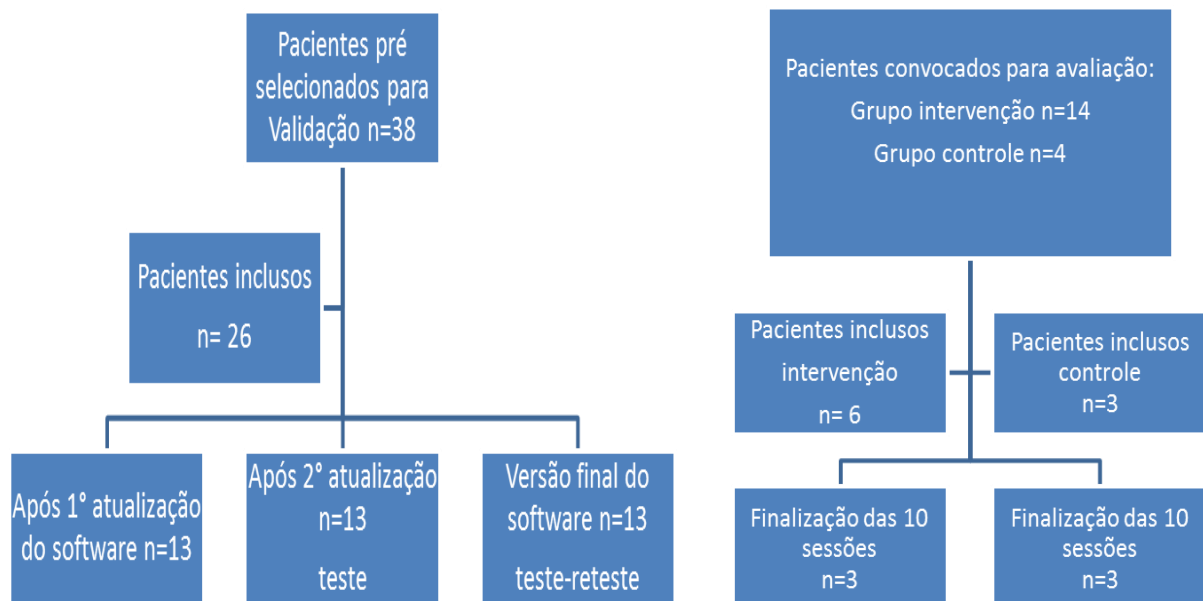 Pacientes pré
selecionados para
Validação n=38
Pacientes inclusos
n= 26
Após 1° atualização
do software n=13
Após 2° atualização
n=13
teste
Versão final do
software n=13
teste-reteste
Pacientes convocados para avaliação:
Grupo intervenção n=14
Grupo controle n=4
Pacientes inclusos
intervenção
n= 6
Pacientes inclusos
controle
n=3
Finalização das 10
sessões
n=3
Finalização das 10
sessões
n=3